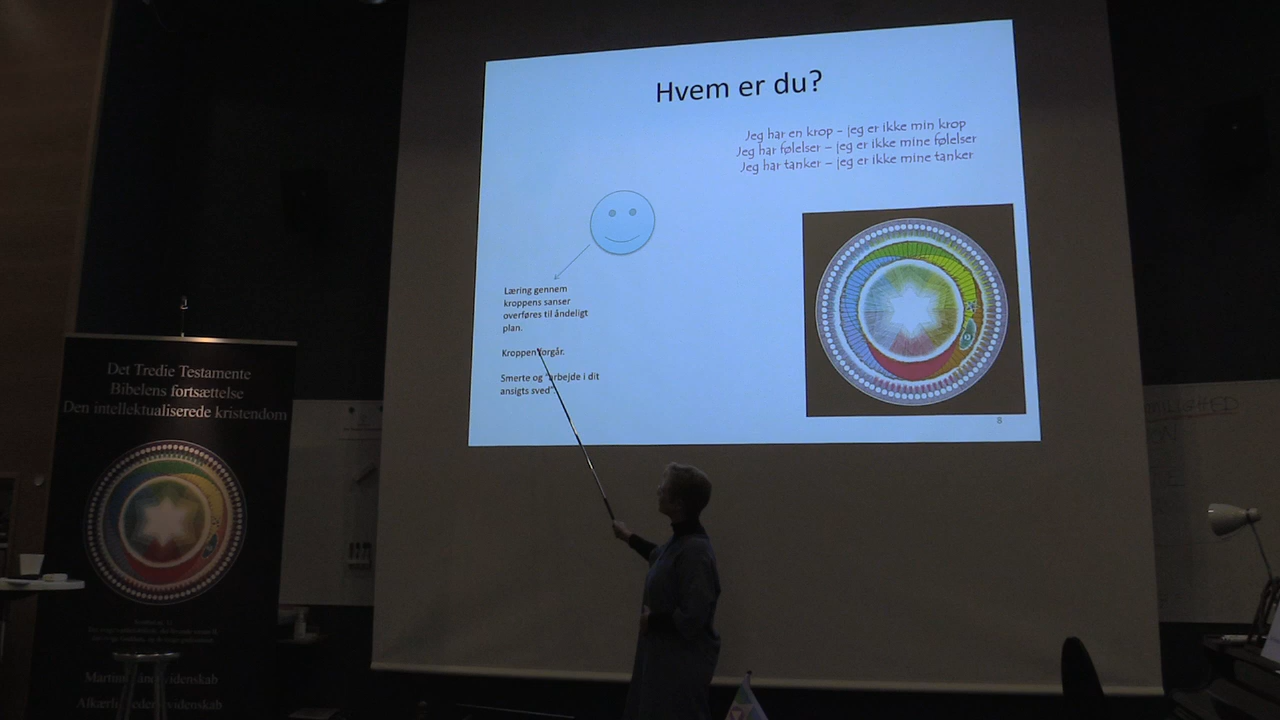 Hvem er du?
Jeg har en krop – jeg er ikke min krop
Jeg har følelser – jeg er ikke mine følelser
Jeg har tanker – jeg er ikke mine tanker
Læring gennem
kroppens sanser
overføres til åndeligt
plan.
Kroppen forgår.
Smerte og "arbejde i dit
ansigts sved".
8
Det Tredie Testamente
Bibelens fortsættelse
Den intellektualiserede kristendom